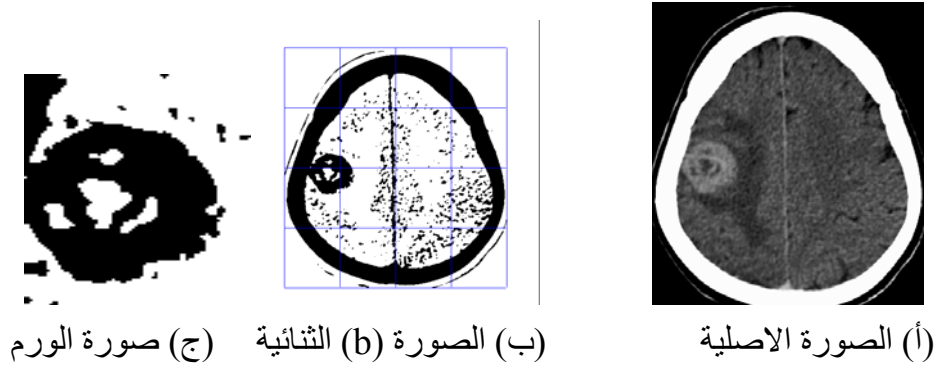 (أ) الصورة الاصلية (ب) الصورة (b) الثنائية (ج) صورة الورم